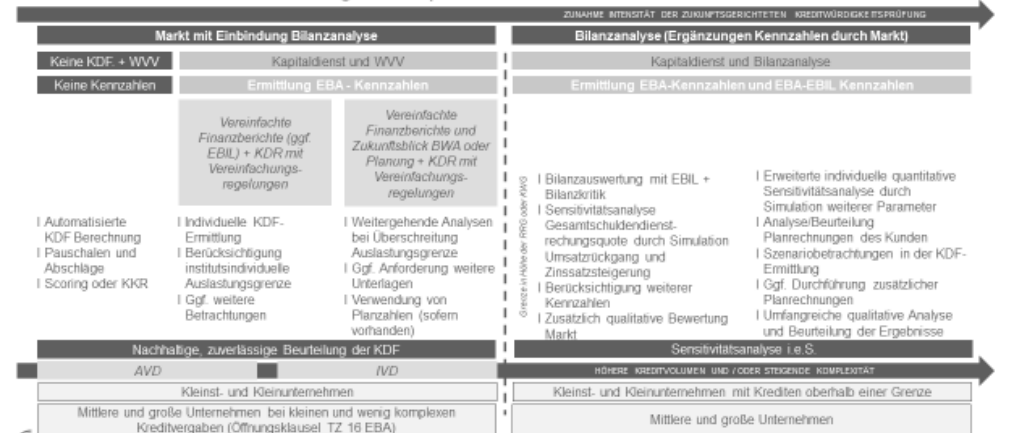 ZUNAHME INTENSITÄT DER ZUKUNFTSGERICHTETEN KREDITWÜRDIGKEITSPRÜFUNG
Markt mit Einbindung Bilanzanalyse
Bilanzanalyse (Ergänzungen Kennzahlen durch Markt)
Keine KDF. + WVV
Kapitaldienst und WVV
Kapitaldienst und Bilanzanalyse
Keine Kennzahlen
Ermittlung EBA - Kennzahlen
Ermittlung EBA-Kennzahlen und EBA-EBIL Kennzahlen
Vereinfachte
Finanzberichte (ggf.
EBIL) + KDR mit
Vereinfachungs-
regelungen
Vereinfachte
Finanzberichte und
Zukunftsblick BWA oder
Planung + KDR mit
Vereinfachungs-
regelungen
I Automatisierte
KDF Berechnung
I Pauschalen und
Abschläge
I Scoring oder KKR
I Individuelle KDF-
Ermittlung
I Berücksichtigung
institutsindividuelle
Auslastungsgrenze
I Ggf. weitere
Betrachtungen
I Weitergehende Analysen
bei Überschreitung
Auslastungsgrenze
I Ggf. Anforderung weitere
Unterlagen
I Verwendung von
Planzahlen (sofern
vorhanden)
Grenze in Höhe der RRG oder KWG
I Bilanzauswertung mit EBIL +
Bilanzkritik
I Sensitivitätsanalyse
Gesamtschuldendienst-
rechungsquote durch Simulation
Umsatzrückgang und
Zinssatzsteigerung
I Berücksichtigung weiterer
Kennzahlen
I Zusätzlich qualitative Bewertung
Markt
I Erweiterte individuelle quantitative
Sensitivitätsanalyse durch
Simulation weiterer Parameter
I Analyse/Beurteilung
Planrechnungen des Kunden
I Szenariobetrachtungen in der KDF-
Ermittlung
I Ggf. Durchführung zusätzlicher
Planrechnungen
I Umfangreiche qualitative Analyse
und Beurteilung der Ergebnisse
Nachhaltige, zuverlässige Beurteilung der KDF
Sensitivitätsanalyse i.e.S.
AVD
IVD
HÖHERE KREDITVOLUMEN UND / ODER STEIGENDE KOMPLEXITÄT
Kleinst- und Kleinunternehmen
Kleinst- und Kleinunternehmen mit Krediten oberhalb einer Grenze
Mittlere und große Unternehmen bei kleinen und wenig komplexen
Kreditvergaben (Öffnungsklausel TZ 16 EBA)
Mittlere und große Unternehmen